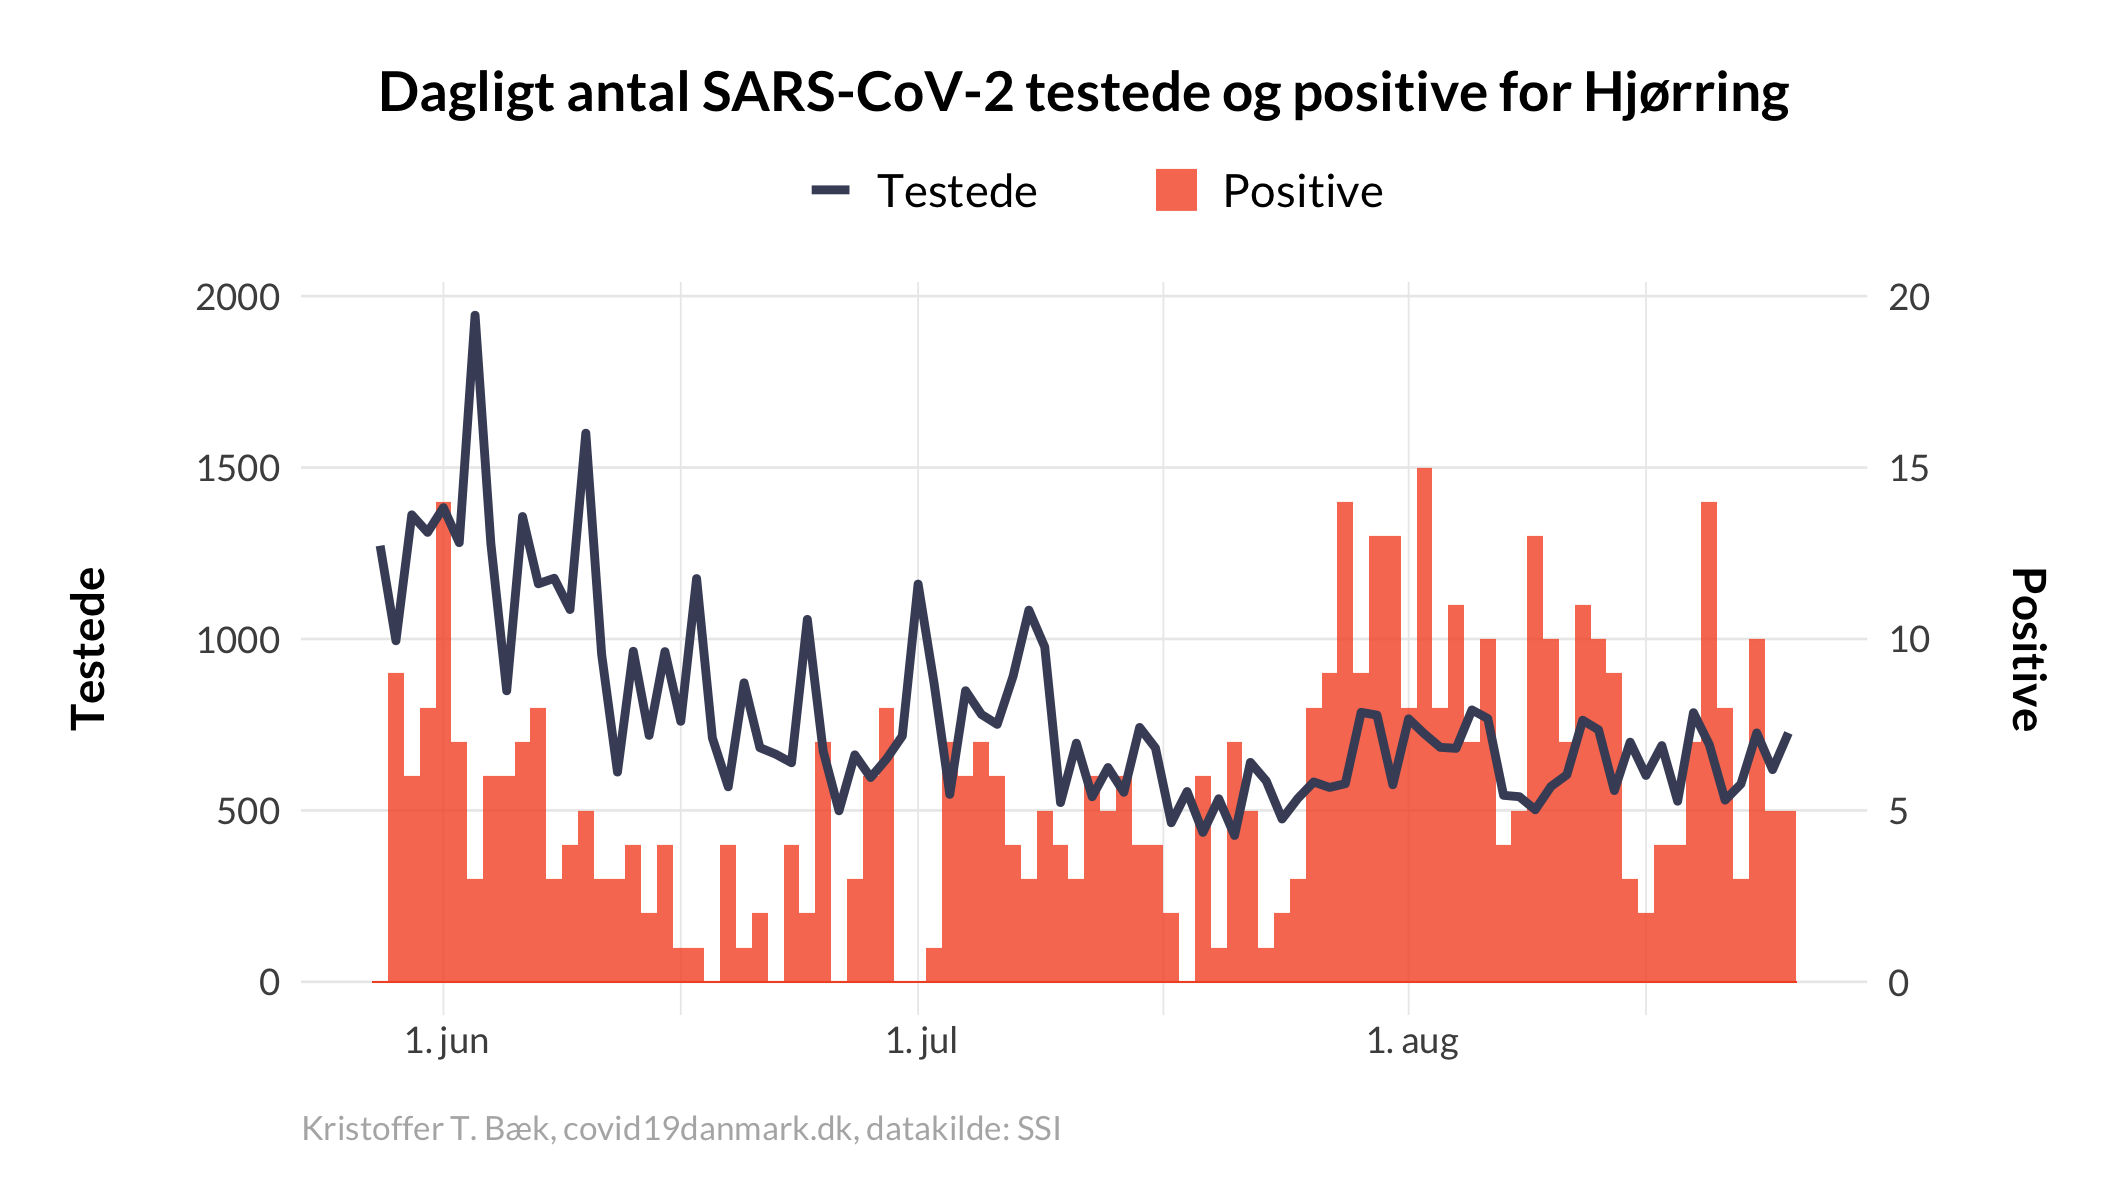 Dagligt antal SARS-CoV-2 testede og positive for Hjørring
Testede Positive
2000 20
1500 15
1000 10
500 5
0 0
Testede
Positive
1. jun 1. jul 1. aug
Kristoffer T. Bæk, covid19danmark.dk, datakilde: SSI